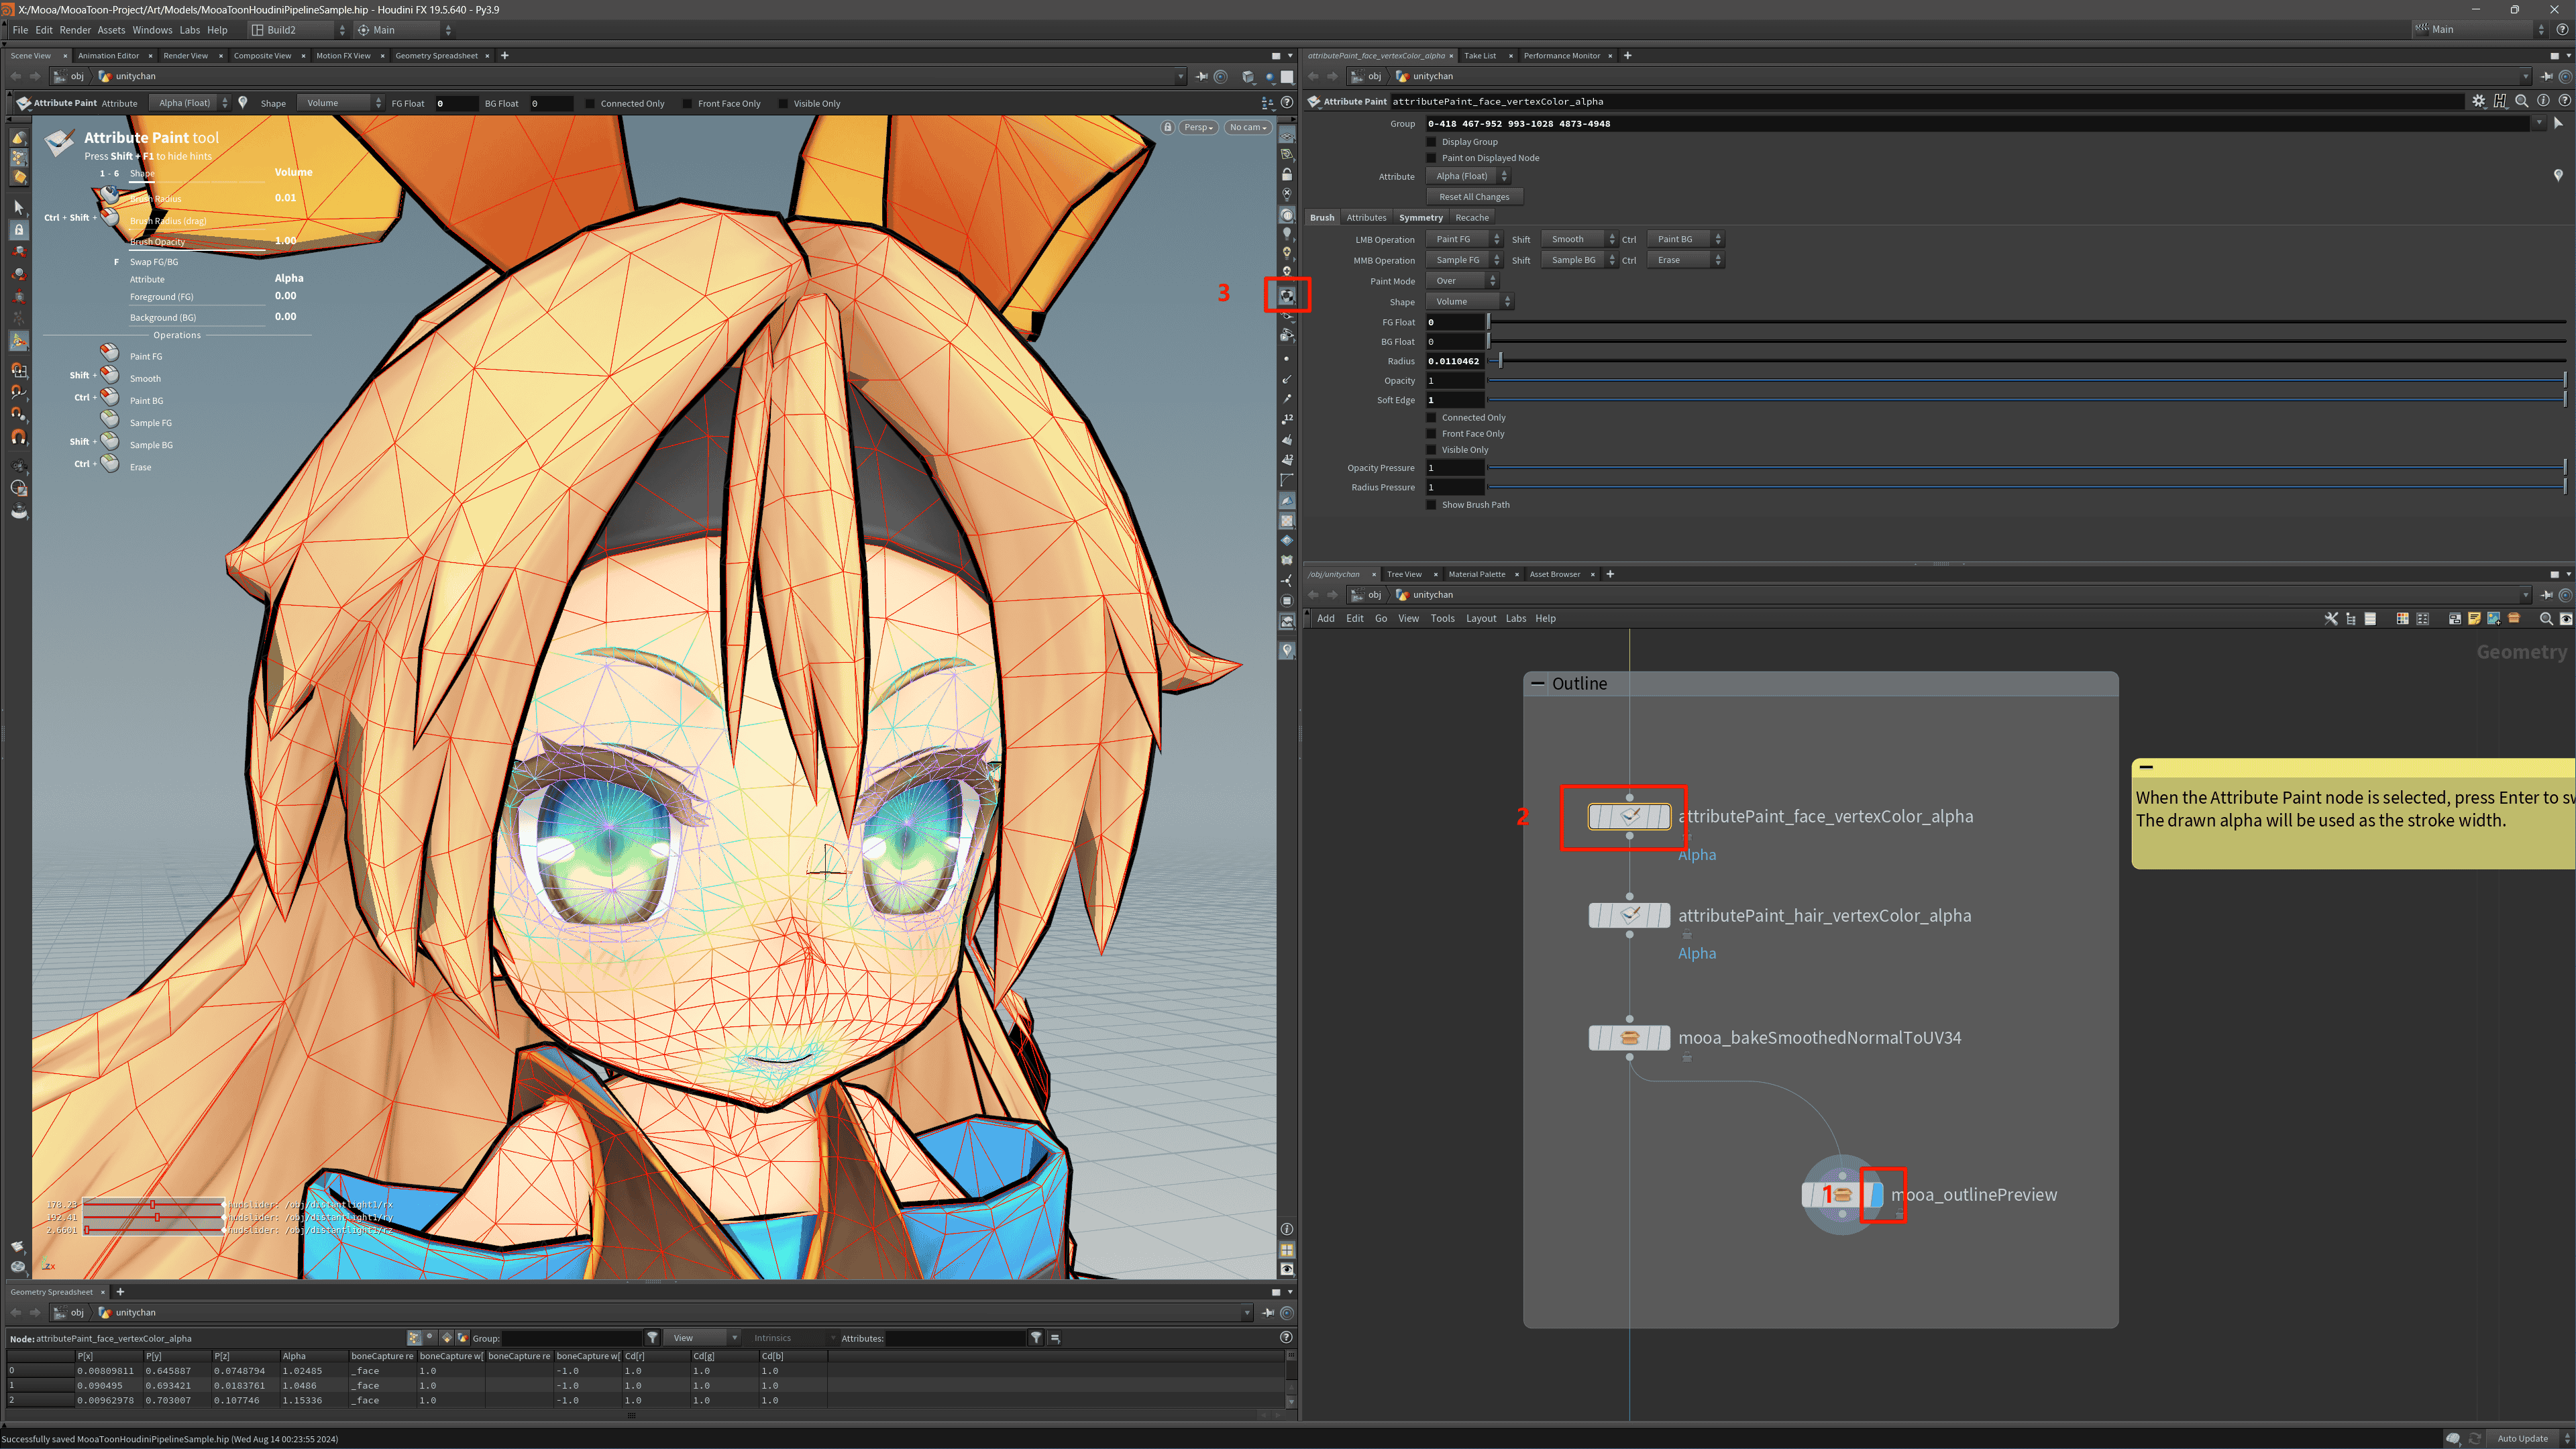 X:/Mooa/MooaToon-Project/Art/Models/MooaToonHoudiniPipelineSample.hip - Houdini FX 19.5.640 - Py3.9
File Edit Render Assets Windows Labs Help Build2 Main Main
Scene View Animation Editor Render View Composite View Motion FX View Geometry Spreadsheet
obj unitychan
Attribute Paint Attribute Alpha (Float) Shape Volume FG Float 0 BG Float 0 Connected Only Front Face Only Visible Only
Attribute Paint tool
Press Shift + F1 to hide hints
1 - 6 Shape Volume
Brush Radius 0.01
Ctrl + Shift + Brush Radius (drag)
Brush Opacity 1.00
F Swap FG/BG
Attribute Alpha
Foreground (FG) 0.00
Background (BG) 0.00
Operations
Paint FG
Shift + Smooth
Ctrl + Paint BG
Sample FG
Shift + Sample BG
Ctrl + Erase
Persp No cam
3
178.23 hudslider: /obj/distantlight1/rx
192.41 hudslider: /obj/distantlight1/ry
2.6601 hudslider: /obj/distantlight1/rz
Geometry Spreadsheet
obj unitychan
Node: attributePaint_face_vertexColor_alpha Group: View Intrinsics Attributes:
P[x] P[y] P[z] Alpha boneCapture re boneCapture w[ boneCapture re boneCapture w[ Cd[r] Cd[g] Cd[b]
0 0.00809811 0.645887 0.0748794 1.02485 _face 1.0 -1.0 1.0 1.0 1.0
1 0.090495 0.693421 0.0183761 1.0486 _face 1.0 -1.0 1.0 1.0 1.0
2 0.00962978 0.703007 0.107746 1.15336 _face 1.0 -1.0 1.0 1.0 1.0
Successfully saved MooaToonHoudiniPipelineSample.hip (Wed Aug 14 00:23:55 2024)
attributePaint_face_vertexColor_alpha Take List Performance Monitor
obj unitychan
Attribute Paint attributePaint_face_vertexColor_alpha
Group 0-418 467-952 993-1028 4873-4948
Display Group
Paint on Displayed Node
Attribute Alpha (Float)
Reset All Changes
Brush Attributes Symmetry Recache
LMB Operation Paint FG Shift Smooth Ctrl Paint BG
MMB Operation Sample FG Shift Sample BG Ctrl Erase
Paint Mode Over
Shape Volume
FG Float 0
BG Float 0
Radius 0.0110462
Opacity 1
Soft Edge 1
Connected Only
Front Face Only
Visible Only
Opacity Pressure 1
Radius Pressure 1
Show Brush Path
/obj/unitychan Tree View Material Palette Asset Browser
obj unitychan
Add Edit Go View Tools Layout Labs Help
Geometry
Outline
2 attributePaint_face_vertexColor_alpha
Alpha
attributePaint_hair_vertexColor_alpha
Alpha
mooa_bakeSmoothedNormalToUV34
1 mooa_outlinePreview
When the Attribute Paint node is selected, press Enter to sw
The drawn alpha will be used as the stroke width.
Auto Update